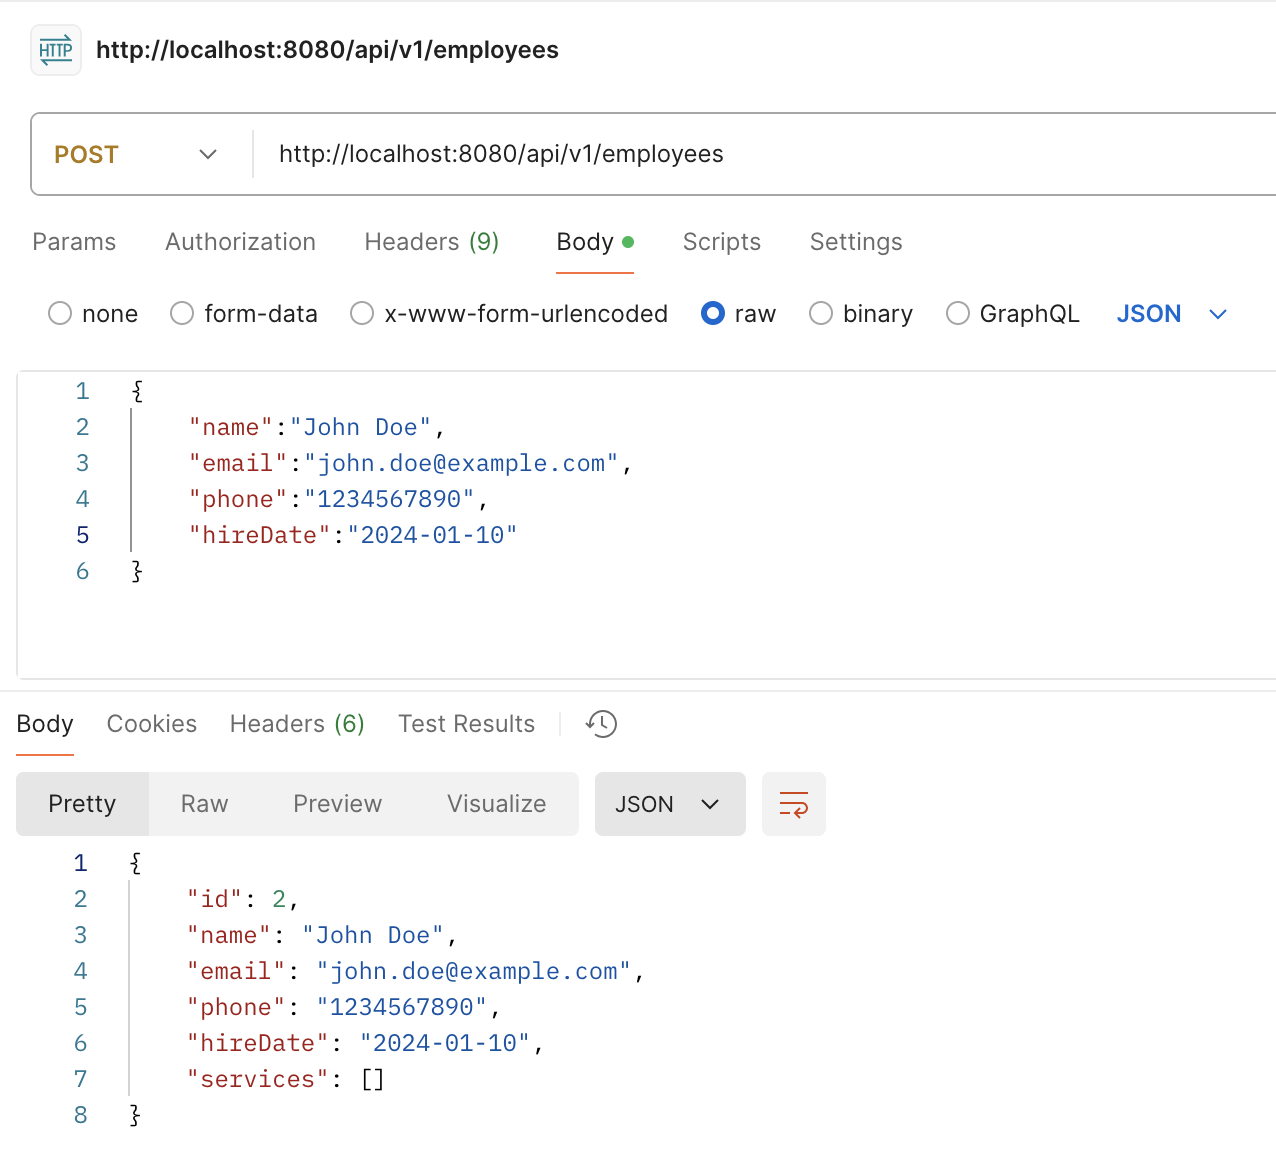 HTTP http://localhost:8080/api/v1/employees
POST http://localhost:8080/api/v1/employees
Params Authorization Headers (9) Body Scripts Settings
none form-data x-www-form-urlencoded raw binary GraphQL JSON
1 {
2 "name":"John Doe",
3 "email":"john.doe@example.com",
4 "phone":"1234567890",
5 "hireDate":"2024-01-10"
6 }
Body Cookies Headers (6) Test Results
Pretty Raw Preview Visualize JSON
1 {
2 "id": 2,
3 "name": "John Doe",
4 "email": "john.doe@example.com",
5 "phone": "1234567890",
6 "hireDate": "2024-01-10",
7 "services": []
8 }